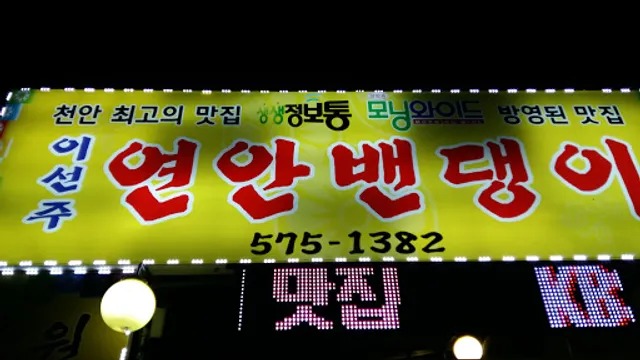 천안 최고의 맛집 생생정보통 모닝와이드 방영된 맛집
이선주
연안밴댕이
575-1382
맛집 KB